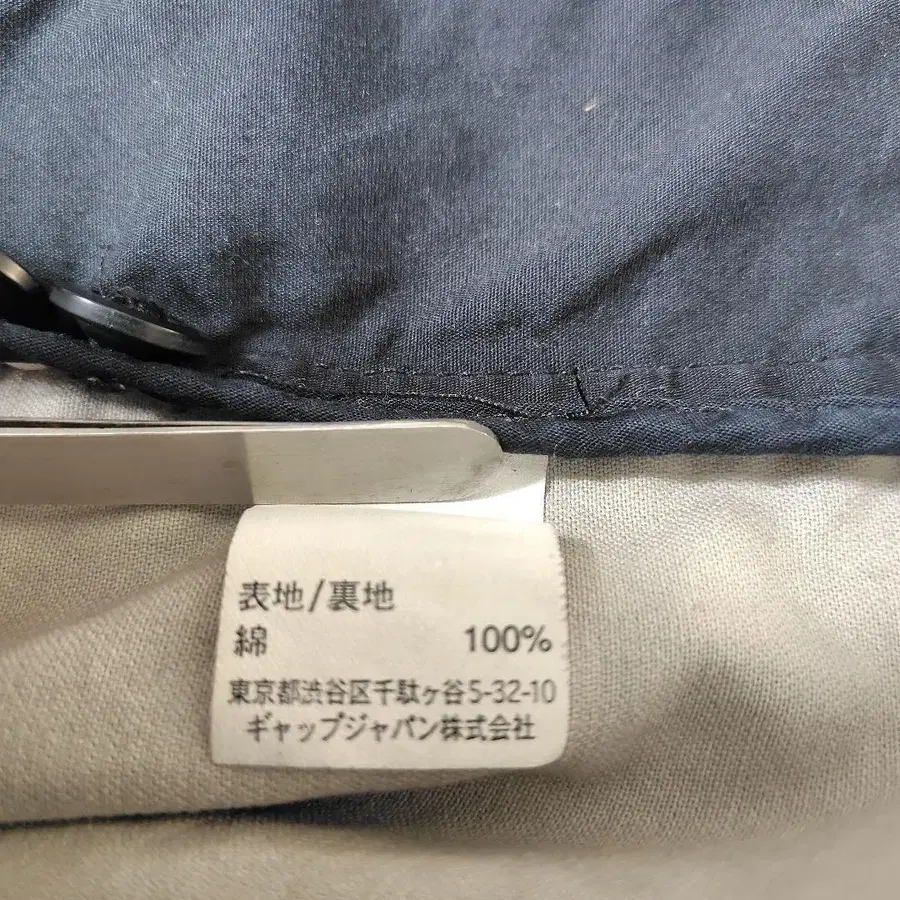 表地/裏地
綿 100%
東京都渋谷区千駄ヶ谷5-32-10
ギャップジャパン株式会社